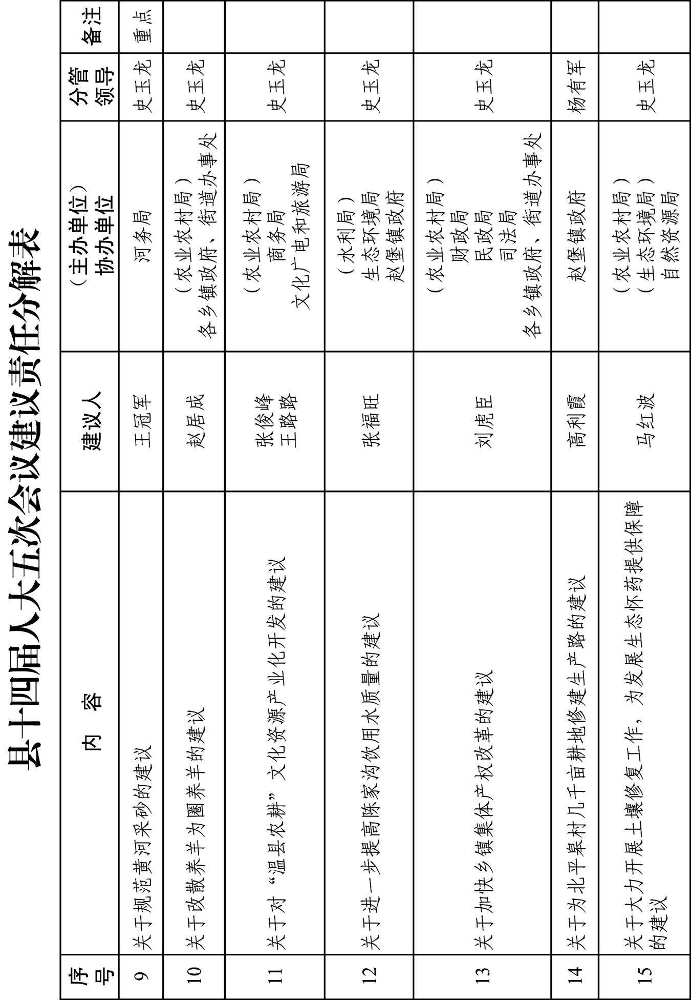 县十四届人大五次会议建议责任分解表
序号
内　容
建议人
（主办单位）
协办单位
分管
领导
备注
9
关于规范黄河采砂的建议
王冠军
河务局
史玉龙
重点
10
关于改散养羊为圈养羊的建议
赵居成
（农业农村局）
各乡镇政府、街道办事处
史玉龙
11
关于对“温县农耕”文化资源产业化开发的建议
张俊峰
王路路
（农业农村局）
商务局
文化广电和旅游局
史玉龙
12
关于进一步提高陈家沟饮用水质量的建议
张福旺
（水利局）
生态环境局
赵堡镇政府
史玉龙
13
关于加快乡镇集体产权改革的建议
刘虎臣
（农业农村局）
财政局
民政局
司法局
各乡镇政府、街道办事处
史玉龙
14
关于为北平皋村几千亩耕地修建生产路的建议
高利霞
赵堡镇政府
杨有军
15
关于大力开展土壤修复工作，为发展生态怀药提供保障
的建议
马红波
（农业农村局）
（生态环境局）
自然资源局
史玉龙